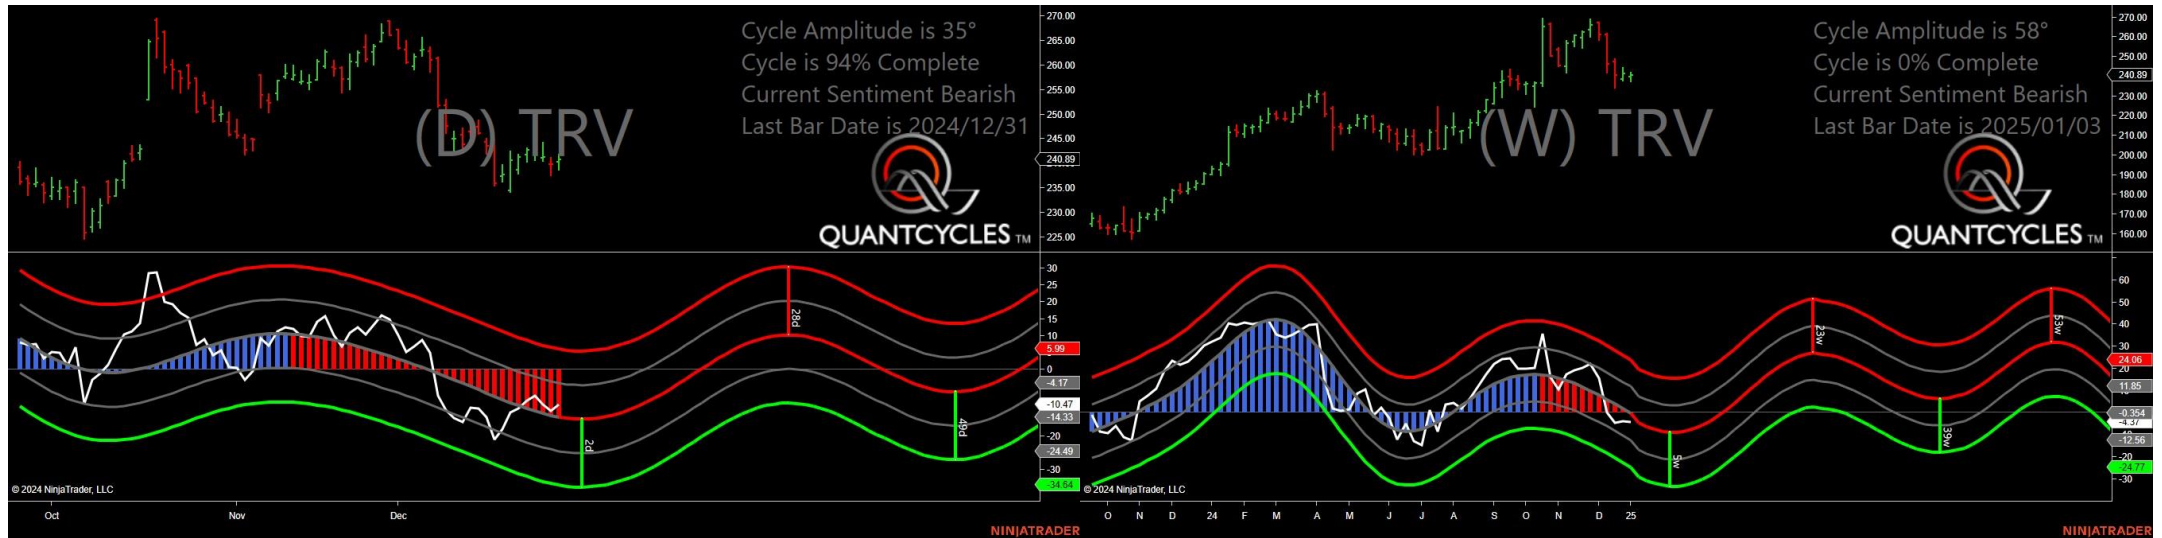 Cycle Amplitude is 35°
Cycle is 94% Complete
Current Sentiment Bearish
Last Bar Date is 2024/12/31
(D) TRV
QUANTCYCLES TM
270.00
265.00
260.00
255.00
250.00
245.00
240.89
235.00
230.00
225.00
30
25
20
15
10
5.99
0
-4.17
-10.47
-14.33
-20
-24.49
-30
-34.64
28d
2d
49d
© 2024 NinjaTrader, LLC
Oct Nov Dec
NINJATRADER
Cycle Amplitude is 58°
Cycle is 0% Complete
Current Sentiment Bearish
Last Bar Date is 2025/01/03
(W) TRV
QUANTCYCLES TM
270.00
260.00
250.00
240.89
230.00
220.00
210.00
200.00
190.00
180.00
170.00
160.00
60
50
40
30
24.06
20
11.85
-0.354
-4.37
-12.56
-20
-24.77
-30
23w
53w
5w
39w
© 2024 NinjaTrader, LLC
O N D 24 F M A M J J A S O N D 25
NINJATRADER